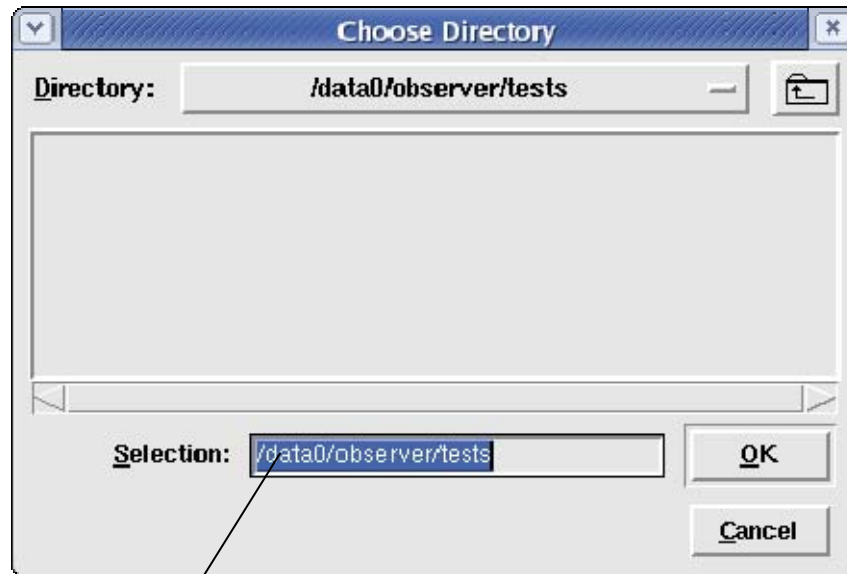 Choose Directory
Directory: /data0/observer/tests
Selection: /data0/observer/tests OK
Cancel